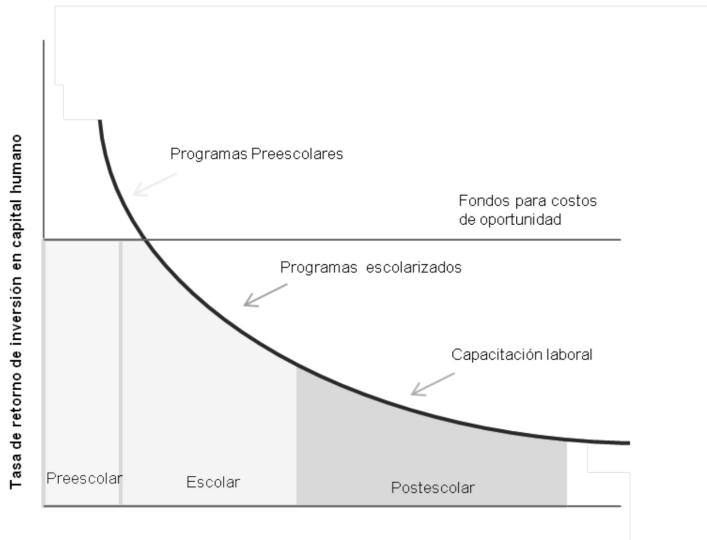 Tasa de retorno de inversión en capital humano
Programas Preescolares
Fondos para costos
de oportunidad
Programas escolarizados
Capacitación laboral
Preescolar
Escolar
Postescolar